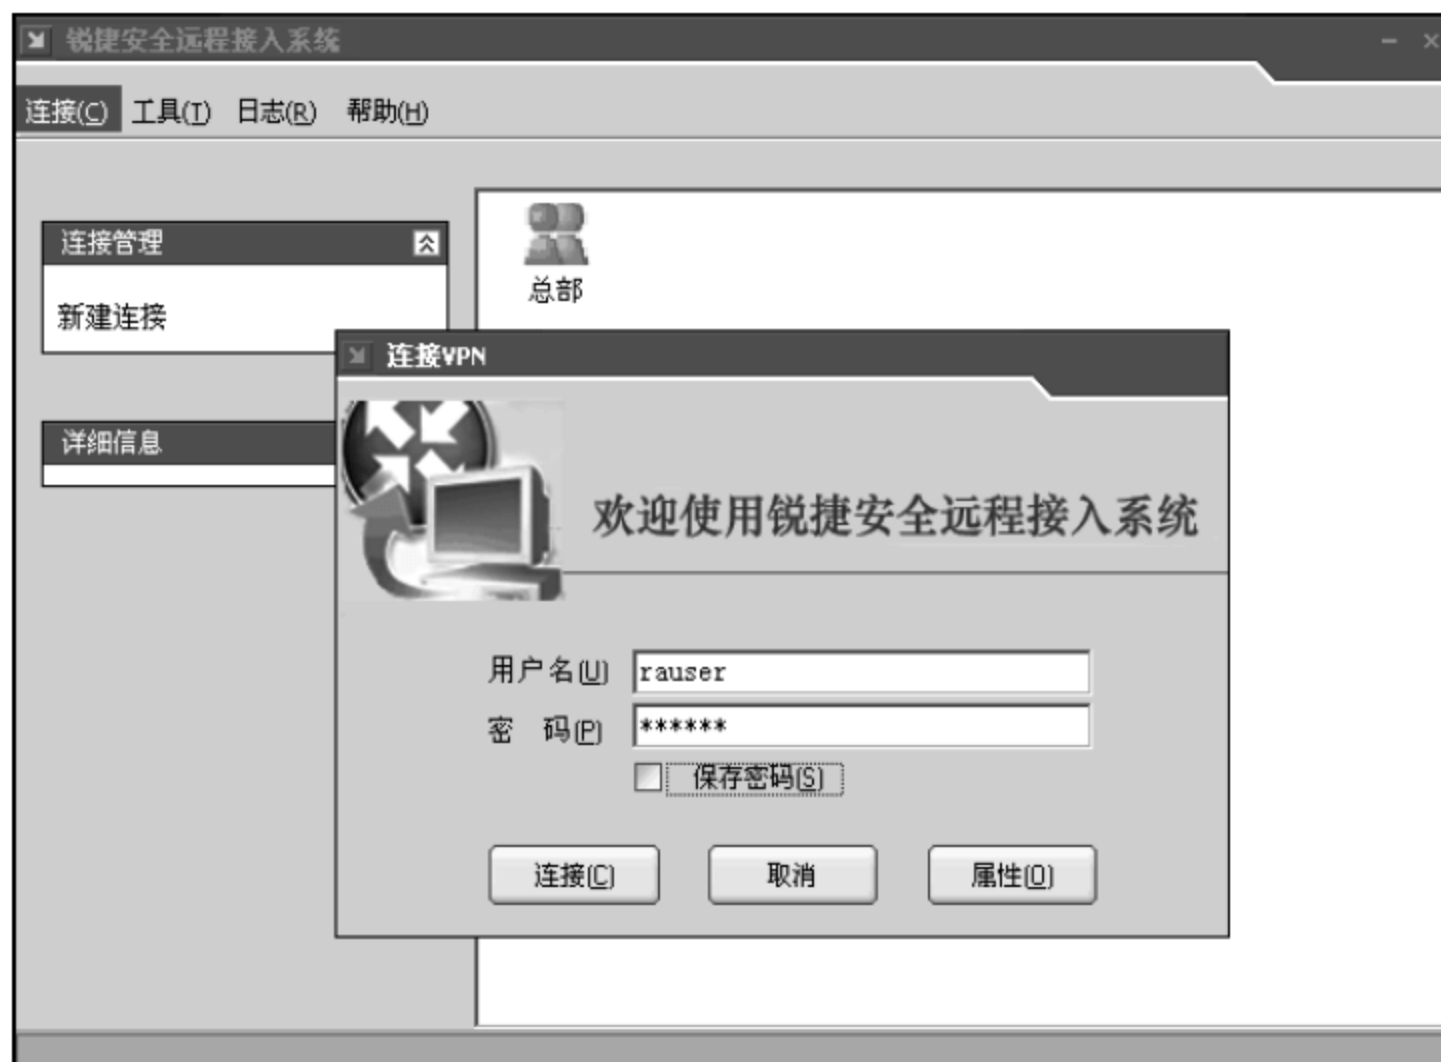 锐捷安全远程接入系统
连接(C) 工具(T) 日志(R) 帮助(H)
连接管理
新建连接
详细信息
总部
连接VPN
欢迎使用锐捷安全远程接入系统
用户名(U) rauser
密 码(P) ******
保存密码(S)
连接(C) 取消 属性(O)